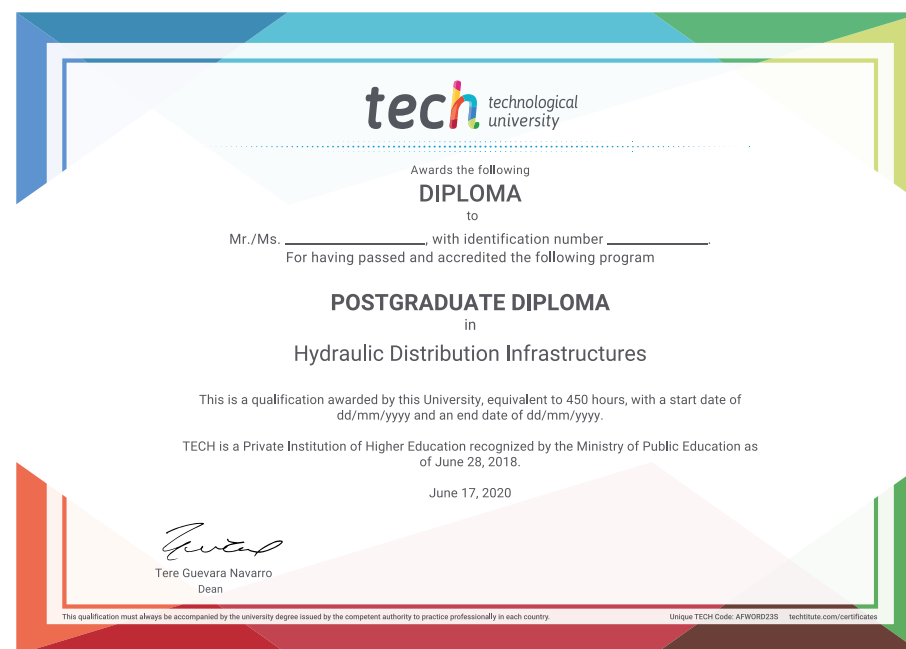 tech technological
university
Awards the following
DIPLOMA
to
Mr./Ms. ____________________, with identification number ______________.
For having passed and accredited the following program
POSTGRADUATE DIPLOMA
in
Hydraulic Distribution Infrastructures
This is a qualification awarded by this University, equivalent to 450 hours, with a start date of
dd/mm/yyyy and an end date of dd/mm/yyyy.
TECH is a Private Institution of Higher Education recognized by the Ministry of Public Education as
of June 28, 2018.
June 17, 2020
Tere Guevara Navarro
Dean
This qualification must always be accompanied by the university degree issued by the competent authority to practice professionally in each country.
Unique TECH Code: AFWORD23S techtitute.com/certificates